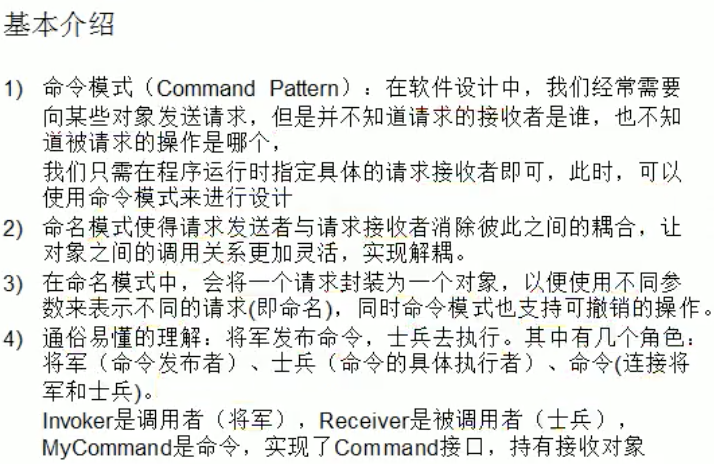 基本介绍
1) 命令模式（Command Pattern）：在软件设计中，我们经常需要
向某些对象发送请求，但是并不知道请求的接收者是谁，也不知
道被请求的操作是哪个，
我们只需在程序运行时指定具体的请求接收者即可，此时，可以
使用命令模式来进行设计
2) 命名模式使得请求发送者与请求接收者消除彼此之间的耦合，让
对象之间的调用关系更加灵活，实现解耦。
3) 在命名模式中，会将一个请求封装为一个对象，以便使用不同参
数来表示不同的请求(即命名)，同时命令模式也支持可撤销的操作。
4) 通俗易懂的理解：将军发布命令，士兵去执行。其中有几个角色：
将军（命令发布者）、士兵（命令的具体执行者）、命令(连接将
军和士兵)。
Invoker是调用者（将军），Receiver是被调用者（士兵），
MyCommand是命令，实现了Command接口，持有接收对象